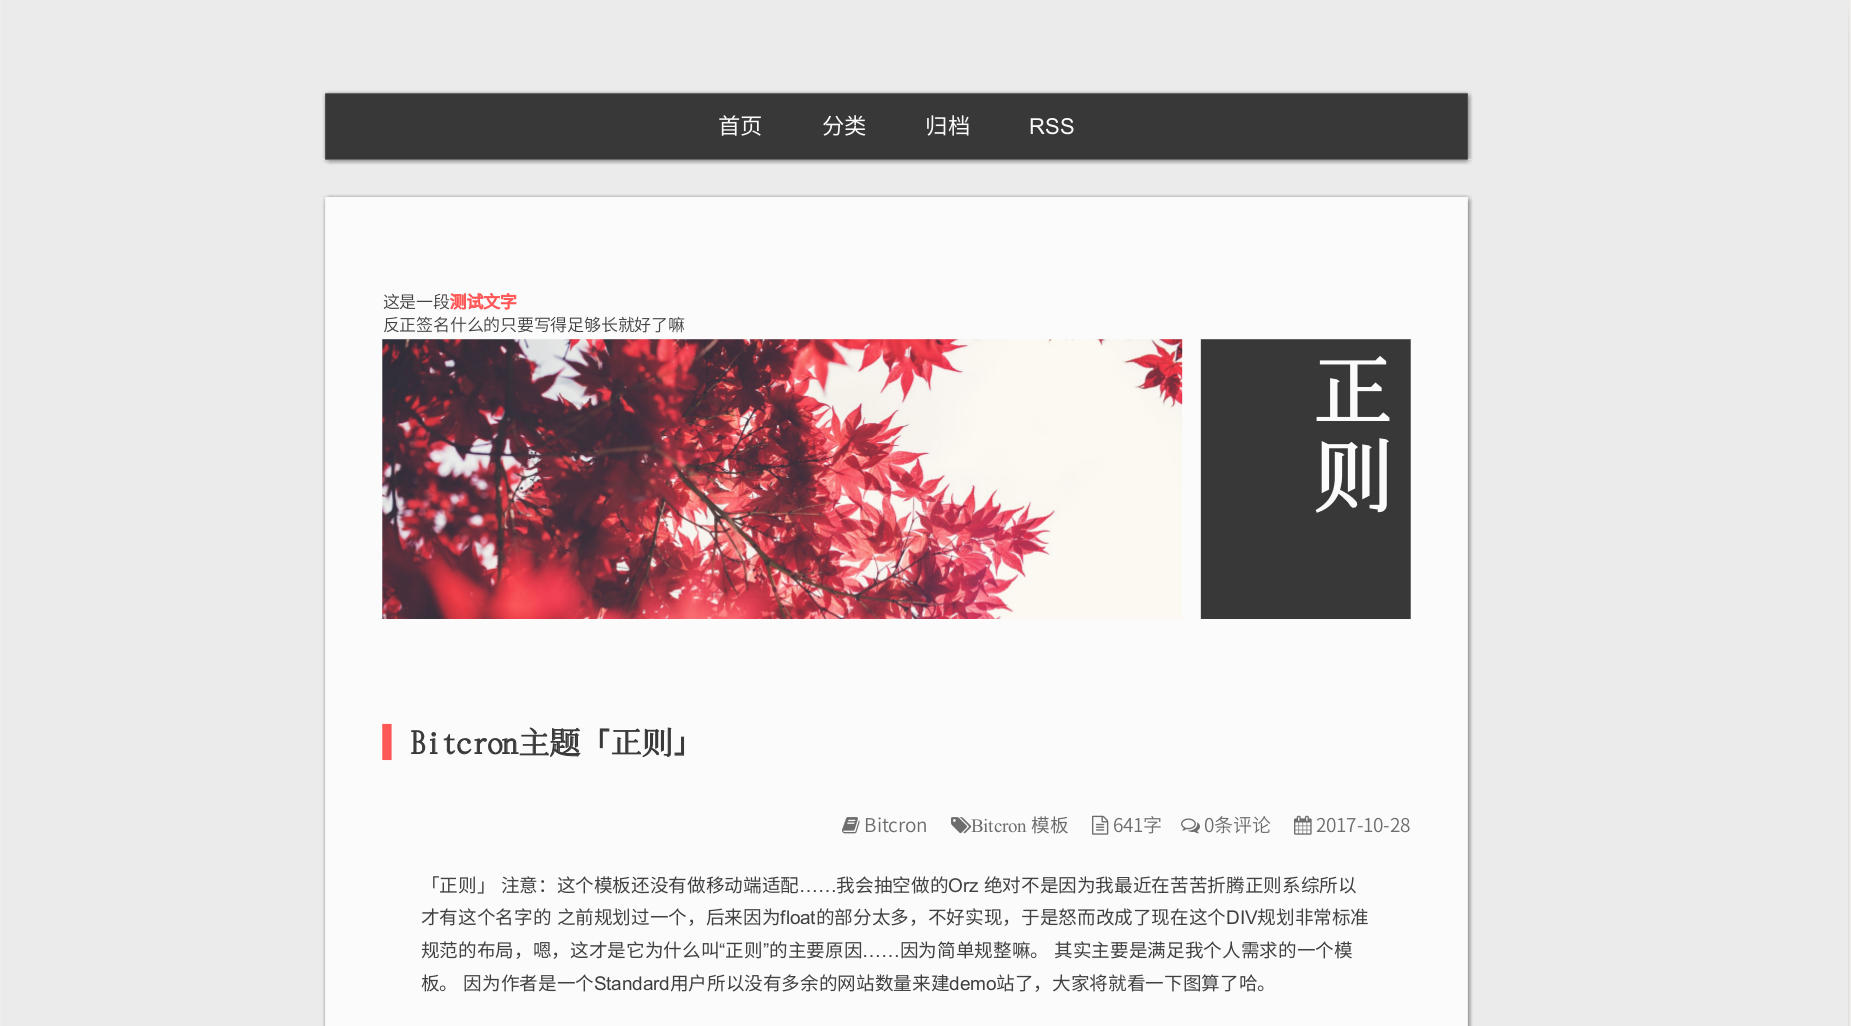 首页 分类 归档 RSS
这是一段测试文字
反正签名什么的只要写得足够长就好了嘛
正
则
Bitcron主题「正则」
Bitcron Bitcron 模板 641字 0条评论 2017-10-28
「正则」 注意：这个模板还没有做移动端适配……我会抽空做的Orz 绝对不是因为我最近在苦苦折腾正则系综所以
才有这个名字的 之前规划过一个，后来因为float的部分太多，不好实现，于是怒而改成了现在这个DIV规划非常标准
规范的布局，嗯，这才是它为什么叫“正则”的主要原因……因为简单规整嘛。 其实主要是满足我个人需求的一个模
板。 因为作者是一个Standard用户所以没有多余的网站数量来建demo站了，大家将就看一下图算了哈。